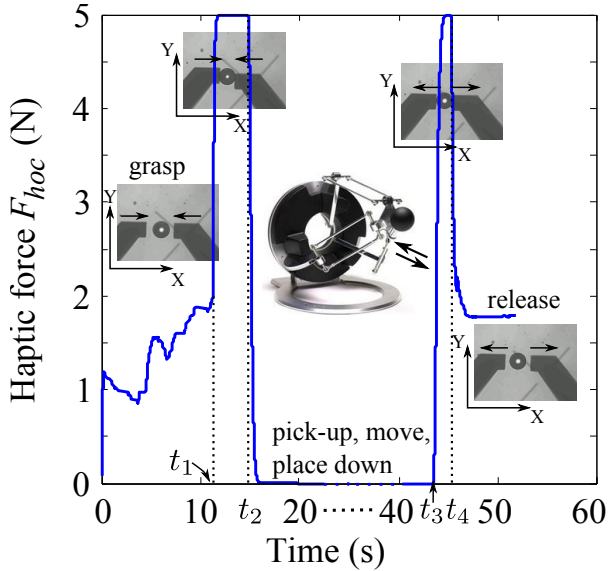 Haptic force F_hoc (N)
5
4
3
2
1
0
Y
X
grasp
Y
X
Y
X
release
Y
X
pick-up, move,
place down
t1
t2
t3 t4
0 10 20 ...... 40 50 60
Time (s)